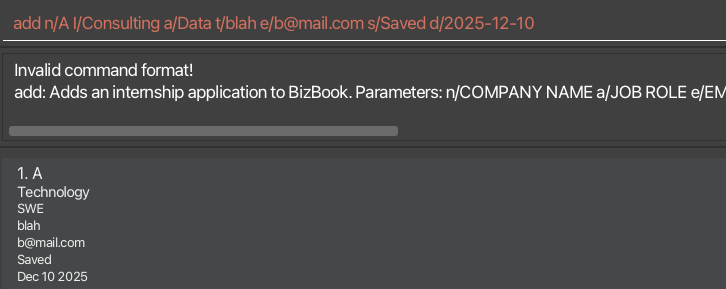 add n/A I/Consulting a/Data t/blah e/b@mail.com s/Saved d/2025-12-10
Invalid command format!
add: Adds an internship application to BizBook. Parameters: n/COMPANY NAME a/JOB ROLE e/EM
1. A
Technology
SWE
blah
b@mail.com
Saved
Dec 10 2025